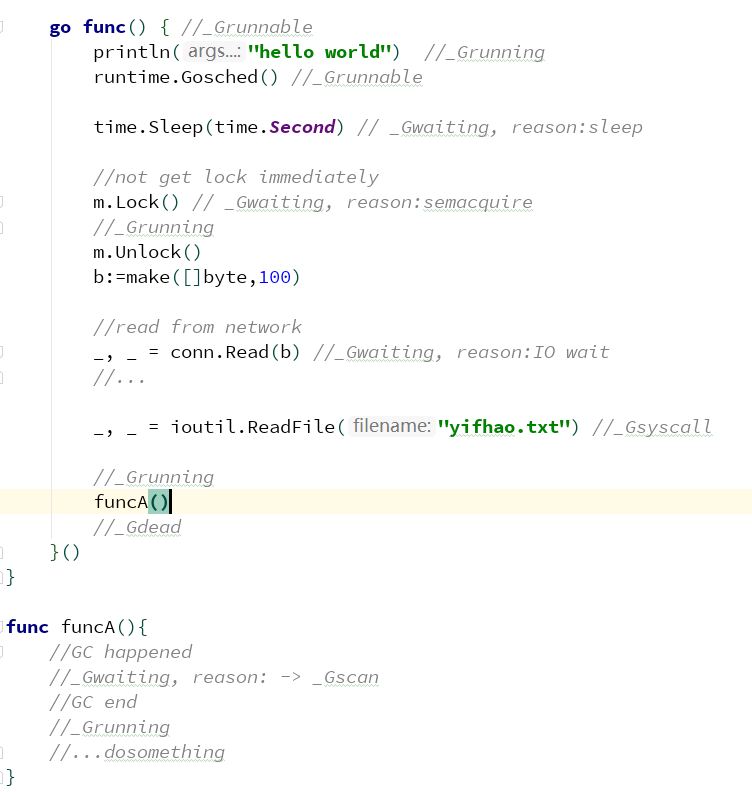 go func() { //_Grunnable
println( args...: "hello world") //_Grunning
runtime.Gosched() //_Grunnable
time.Sleep(time.Second) // _Gwaiting, reason:sleep
//not get lock immediately
m.Lock() // _Gwaiting, reason:semacquire
//_Grunning
m.Unlock()
b:=make([]byte,100)
//read from network
_, _ = conn.Read(b) //_Gwaiting, reason:IO wait
//...
_, _ = ioutil.ReadFile( filename: "yifhao.txt") //_Gsyscall
//_Grunning
funcA()
//_Gdead
}()
}
func funcA(){
//GC happened
//_Gwaiting, reason: -> _Gscan
//GC end
//_Grunning
//...dosomething
}